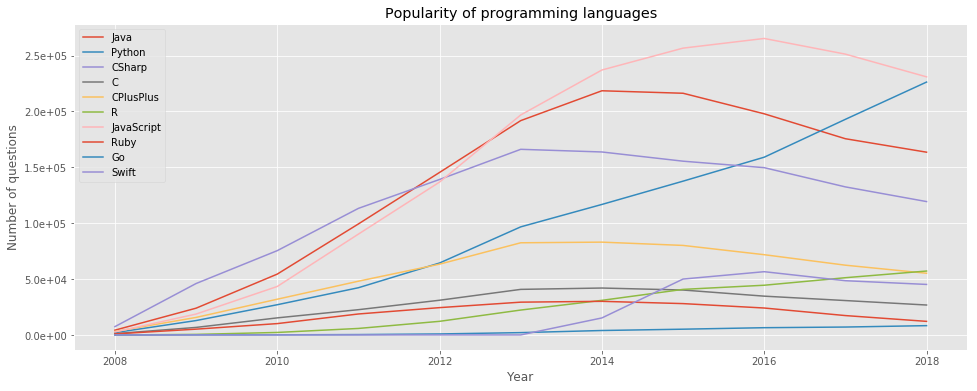 Popularity of programming languages
Java
Python
CSharp
C
CPlusPlus
R
JavaScript
Ruby
Go
Swift
2.5e+05
2.0e+05
1.5e+05
1.0e+05
5.0e+04
0.0e+00
Number of questions
2008
2010
2012
2014
2016
2018
Year